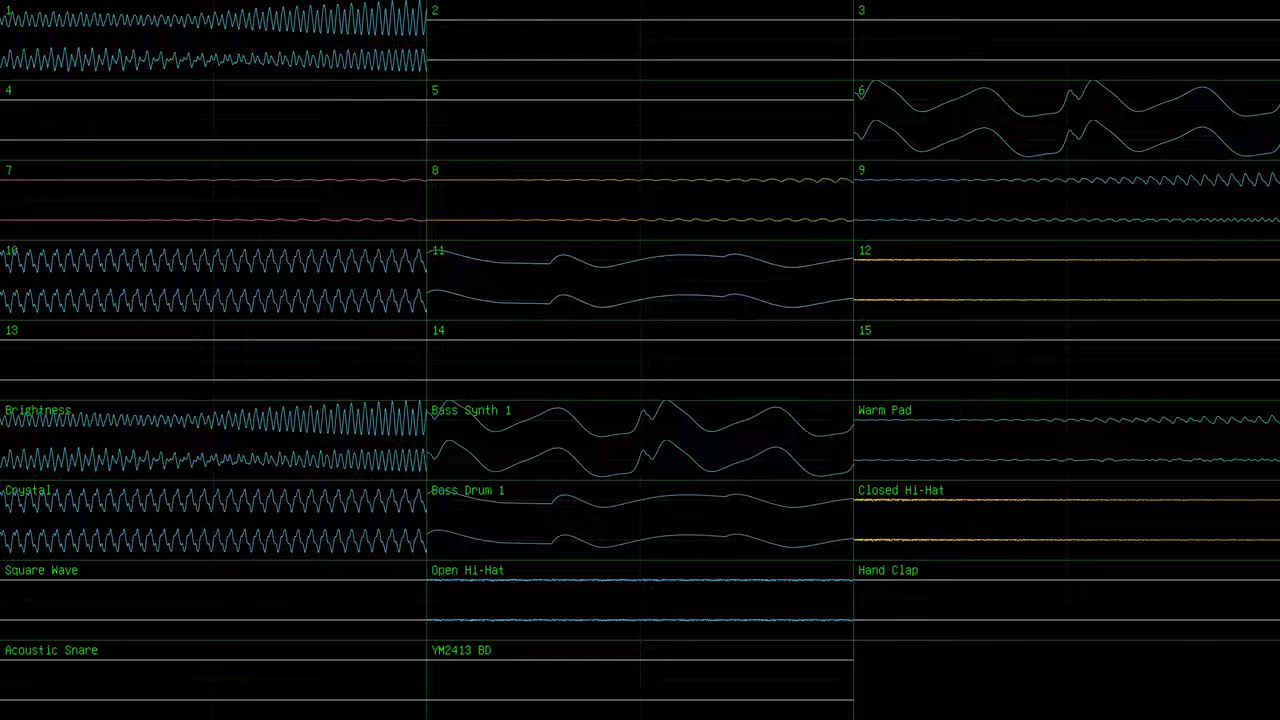 1 2 3
4 5 6
7 8 9
10 11 12
13 14 15
Brightness Bass Synth 1 Warm Pad
Crystal Bass Drum 1 Closed Hi-Hat
Square Wave Open Hi-Hat Hand Clap
Acoustic Snare YM2413 BD